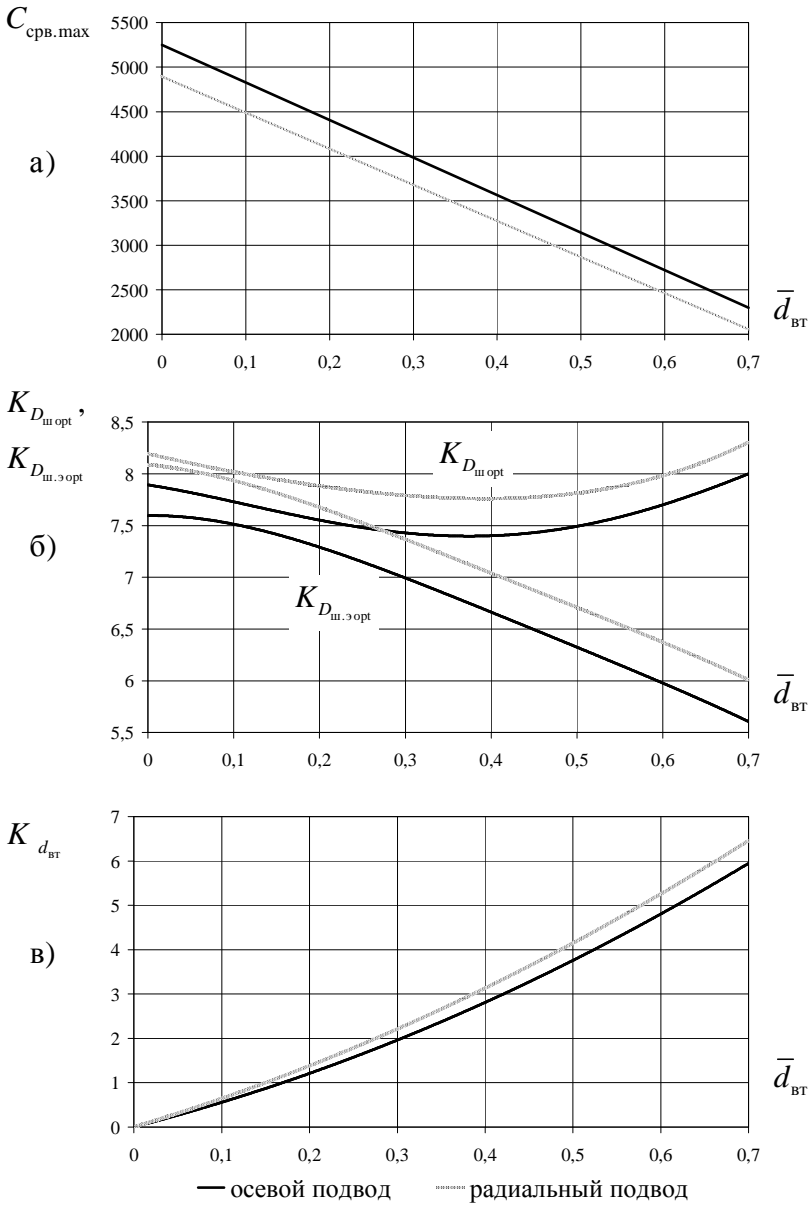 C срв.max
5500
5000
4500
4000
3500
3000
2500
2000
а)
0 0,1 0,2 0,3 0,4 0,5 0,6 0,7
d̅ вт
K D ш opt ,
K D ш.э opt
8,5
8
7,5
7
6,5
6
5,5
б)
K D ш opt
K D ш.э opt
0 0,1 0,2 0,3 0,4 0,5 0,6 0,7
d̅ вт
K d вт
7
6
5
4
3
2
1
0
в)
0 0,1 0,2 0,3 0,4 0,5 0,6 0,7
d̅ вт
осевой подвод радиальный подвод